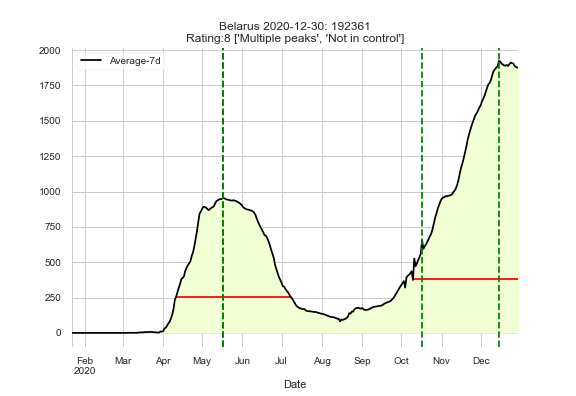 Belarus 2020-12-30: 192361
Rating:8 ['Multiple peaks', 'Not in control']
Average-7d
2000
1750
1500
1250
1000
750
500
250
0
Feb Mar Apr May Jun Jul Aug Sep Oct Nov Dec
2020
Date